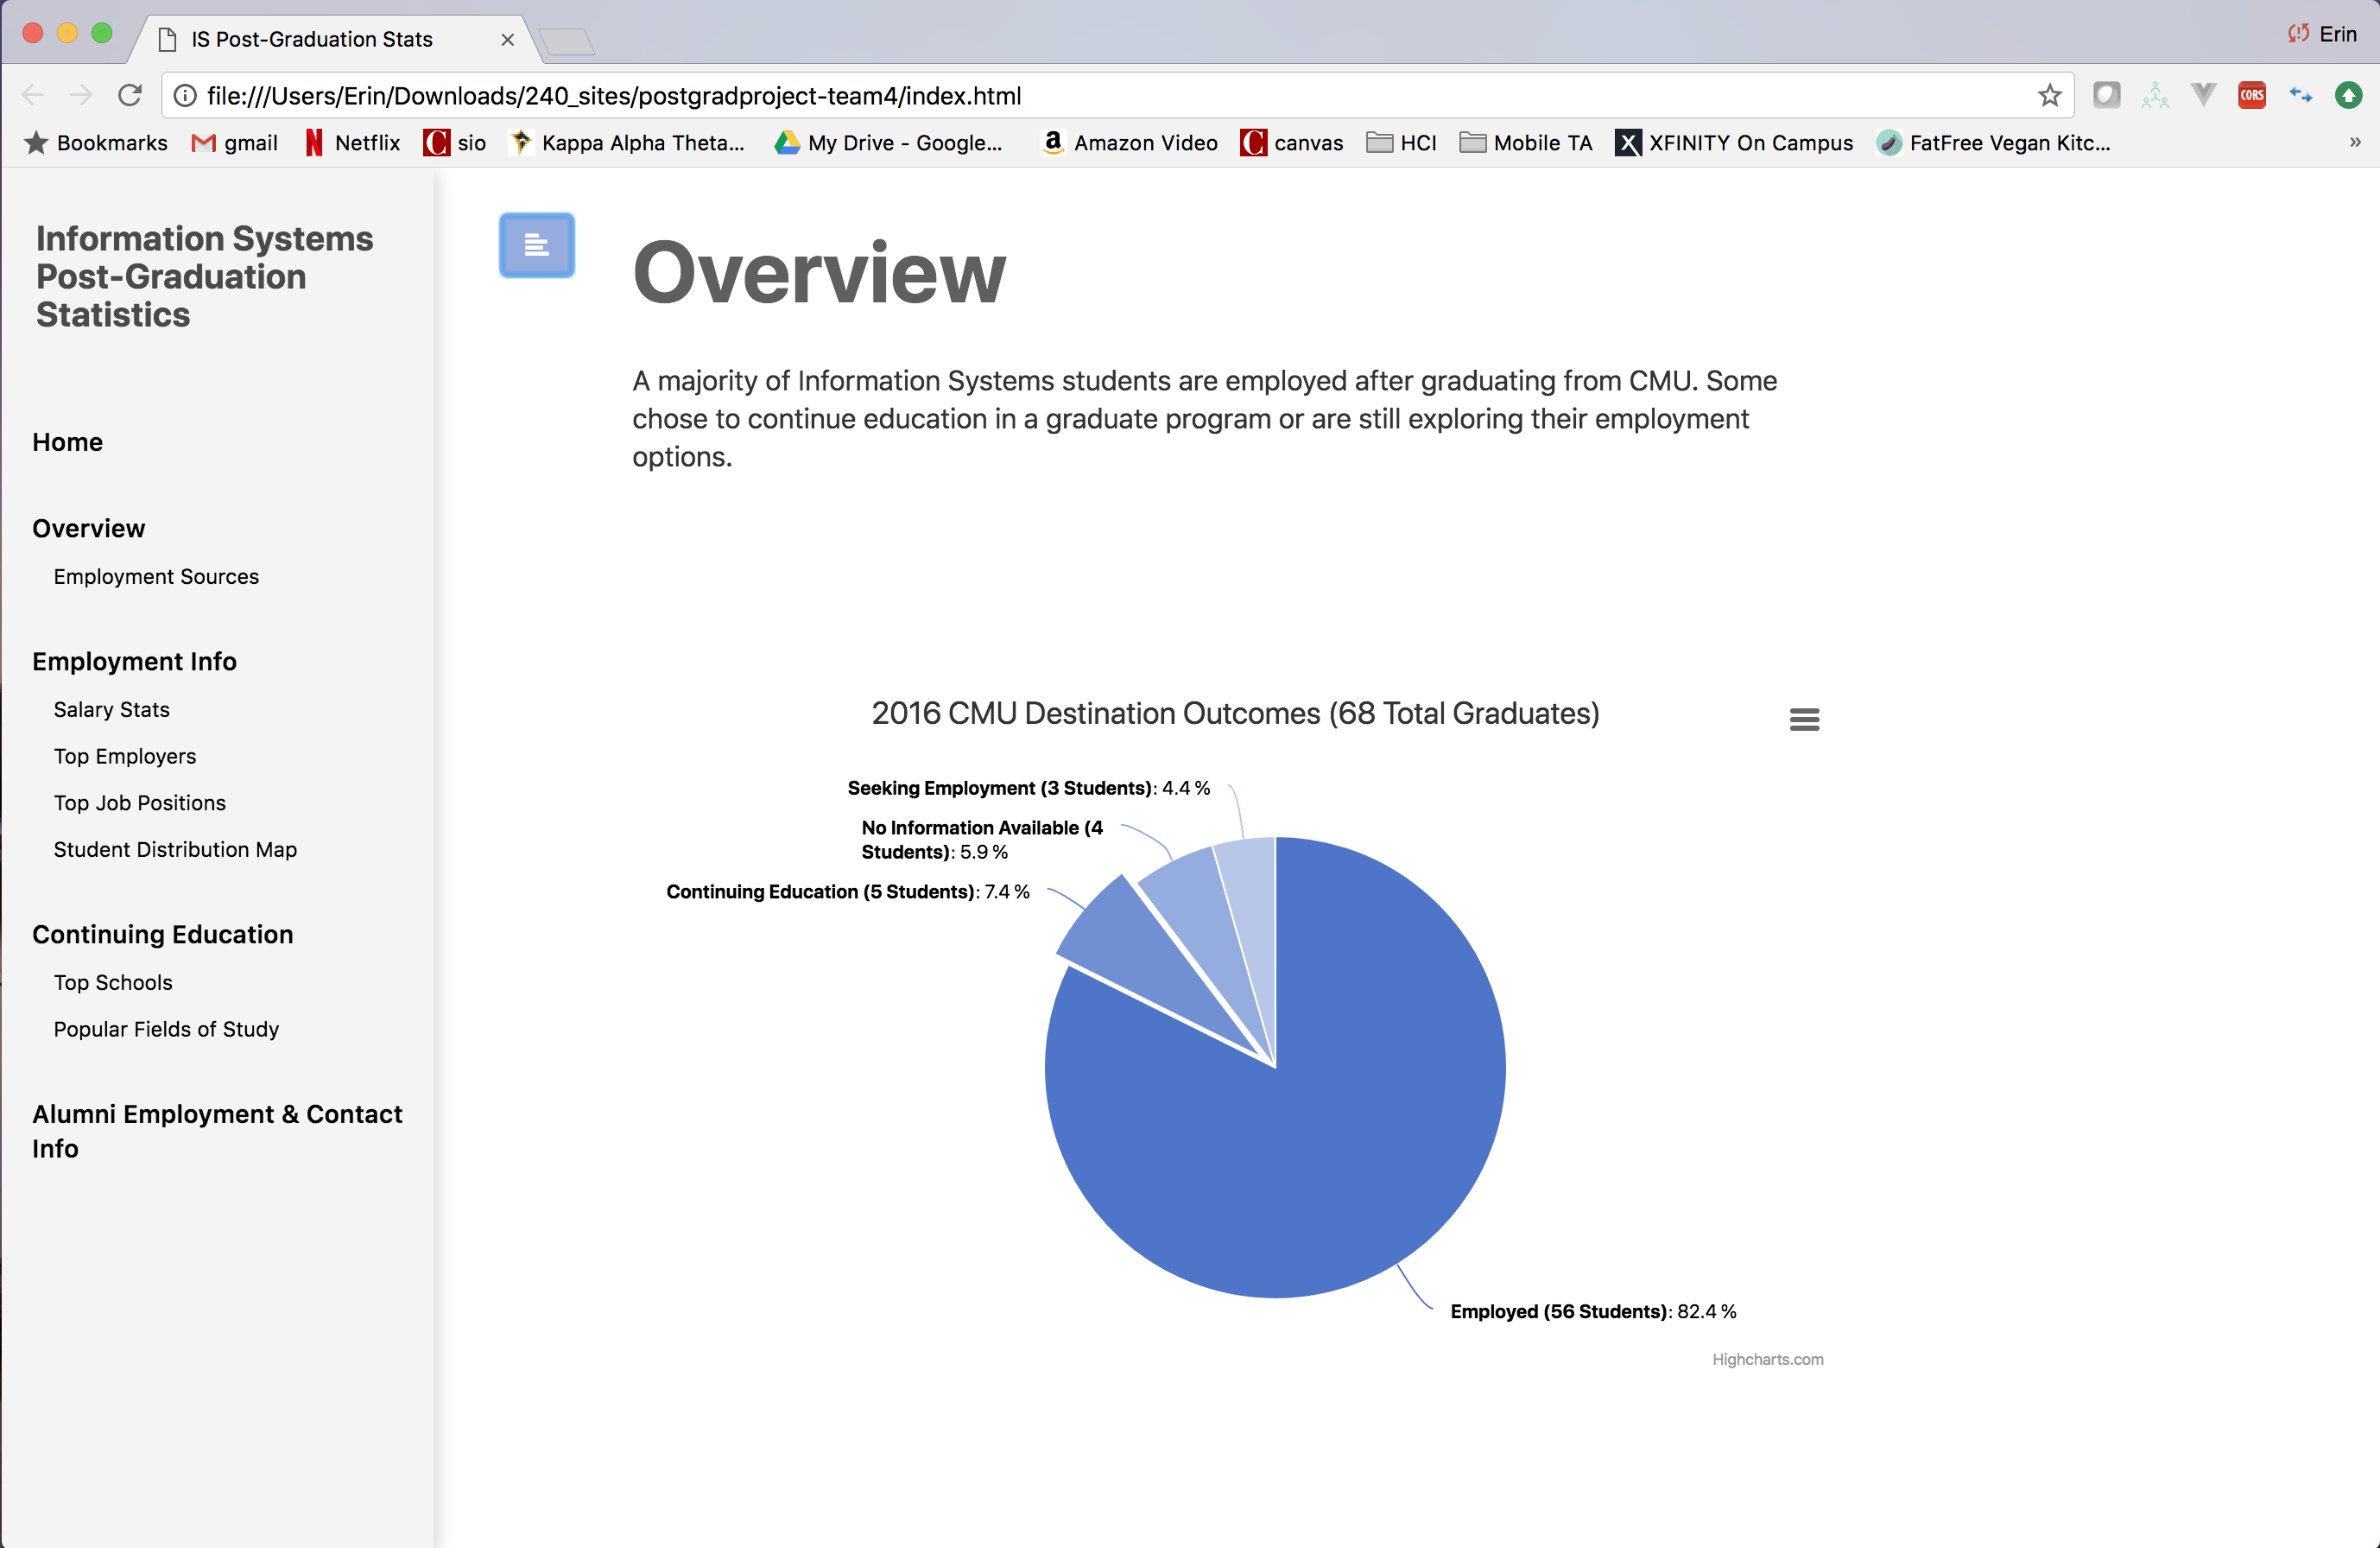 IS Post-Graduation Stats
Erin
file:///Users/Erin/Downloads/240_sites/postgradproject-team4/index.html
CORS
Bookmarks
gmail
Netflix
sio
Kappa Alpha Theta...
My Drive - Google...
Amazon Video
canvas
HCI
Mobile TA
XFINITY On Campus
FatFree Vegan Kitc...
»
Information Systems
Post-Graduation
Statistics
Home
Overview
Employment Sources
Employment Info
Salary Stats
Top Employers
Top Job Positions
Student Distribution Map
Continuing Education
Top Schools
Popular Fields of Study
Alumni Employment & Contact
Info
Overview
A majority of Information Systems students are employed after graduating from CMU. Some
chose to continue education in a graduate program or are still exploring their employment
options.
2016 CMU Destination Outcomes (68 Total Graduates)
Seeking Employment (3 Students): 4.4 %
No Information Available (4
Students): 5.9 %
Continuing Education (5 Students): 7.4 %
Employed (56 Students): 82.4 %
Highcharts.com